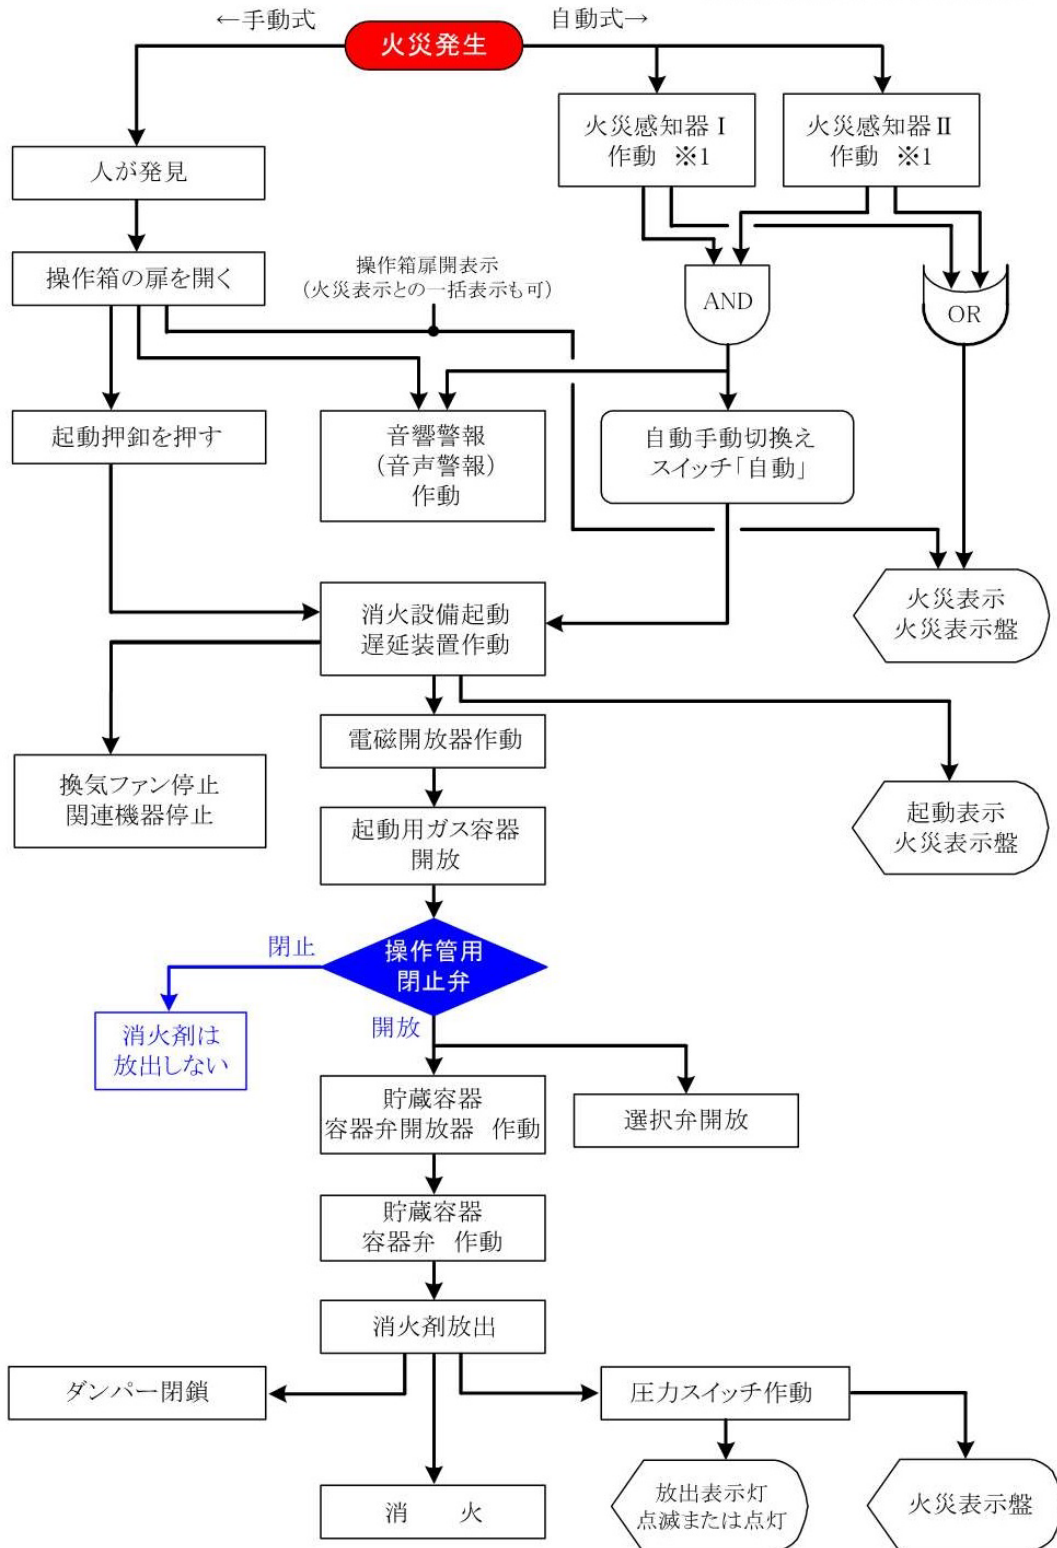 ←手動式
自動式→
火災発生
人が発見
火災感知器Ⅰ
作動 ※1
火災感知器Ⅱ
作動 ※1
操作箱の扉を開く
操作箱扉開表示
(火災表示との一括表示も可)
AND
OR
起動押釦を押す
音響警報
(音声警報)
作動
自動手動切換え
スイッチ「自動」
消火設備起動
遅延装置作動
火災表示
火災表示盤
電磁開放器作動
換気ファン停止
関連機器停止
起動用ガス容器
開放
起動表示
火災表示盤
閉止
操作管用
閉止弁
消火剤は
放出しない
開放
貯蔵容器
容器弁開放器 作動
選択弁開放
貯蔵容器
容器弁 作動
消火剤放出
ダンパー閉鎖
圧力スイッチ作動
消 火
放出表示灯
点滅または点灯
火災表示盤